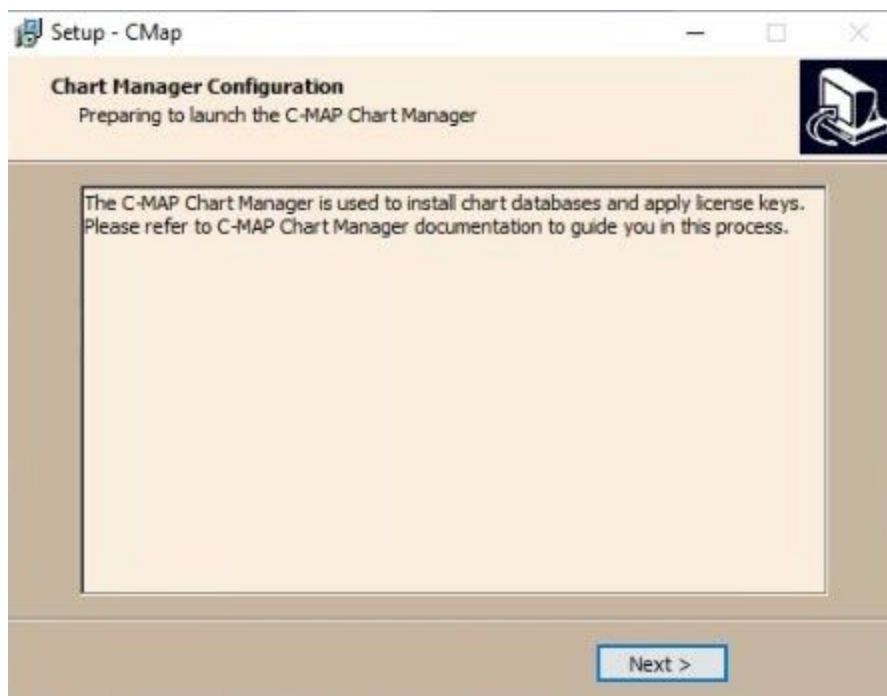 Setup - CMap
Chart Manager Configuration
Preparing to launch the C-MAP Chart Manager
The C-MAP Chart Manager is used to install chart databases and apply license keys.
Please refer to C-MAP Chart Manager documentation to guide you in this process.
Next >